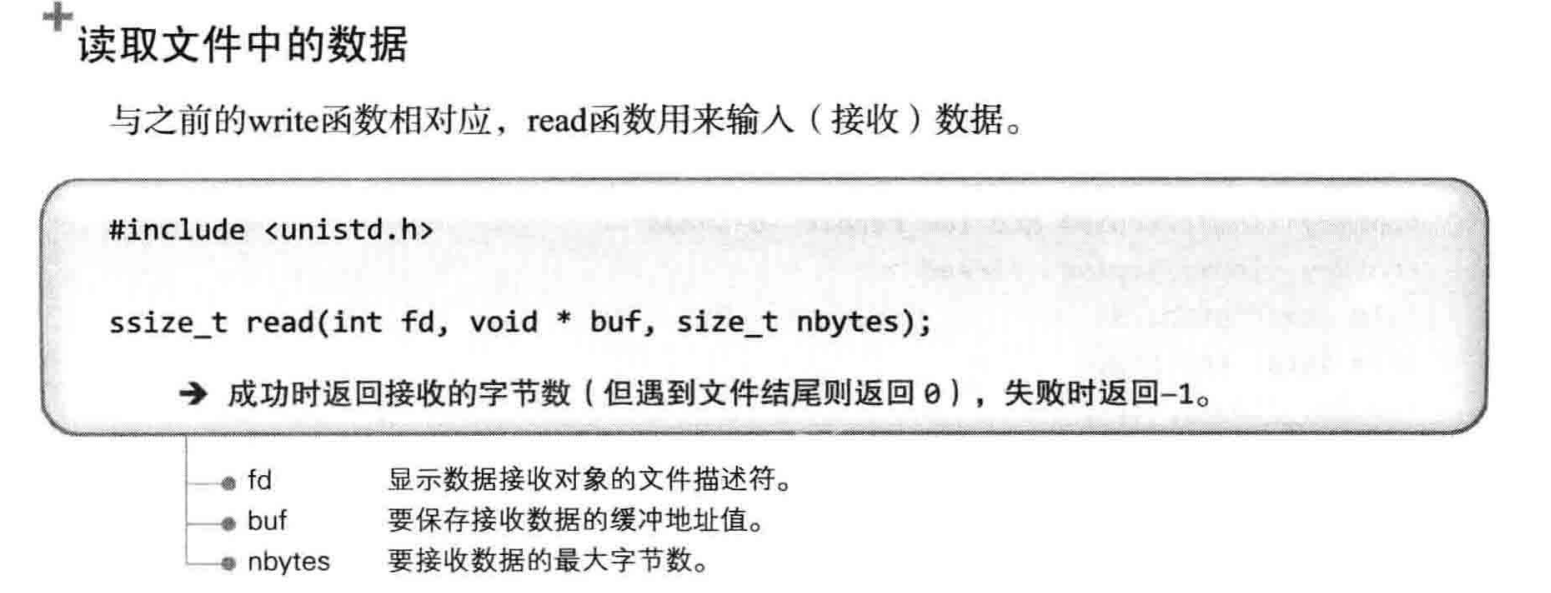 读取文件中的数据
与之前的write函数相对应，read函数用来输入（接收）数据。
#include <unistd.h>
ssize_t read(int fd, void * buf, size_t nbytes);
→ 成功时返回接收的字节数（但遇到文件结尾则返回 0），失败时返回–1。
fd 显示数据接收对象的文件描述符。
buf 要保存接收数据的缓冲地址值。
nbytes 要接收数据的最大字节数。